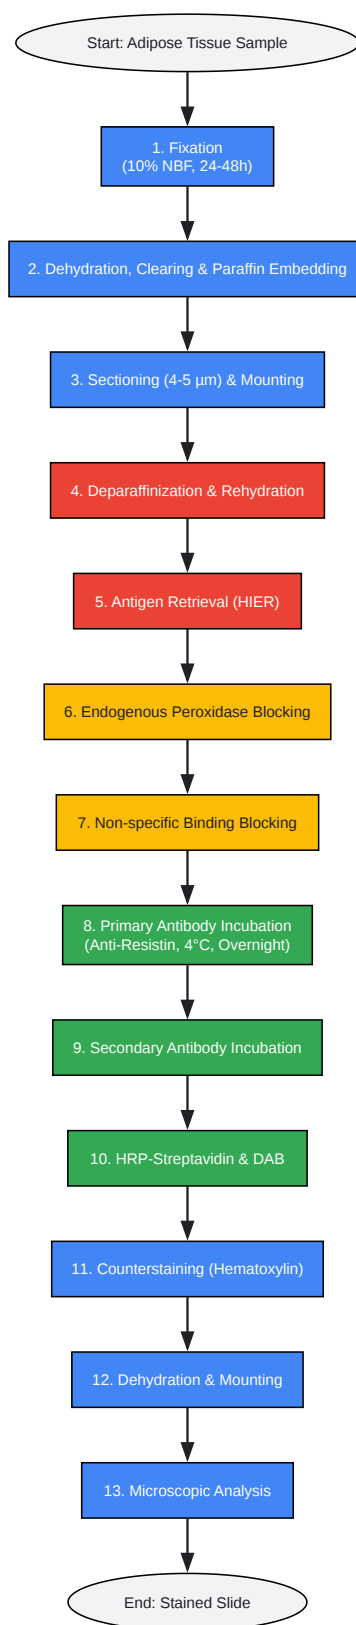 Start: Adipose Tissue Sample
1. Fixation
(10% NBF, 24-48h)
2. Dehydration, Clearing & Paraffin Embedding
3. Sectioning (4-5 µm) & Mounting
4. Deparaffinization & Rehydration
5. Antigen Retrieval (HIER)
6. Endogenous Peroxidase Blocking
7. Non-specific Binding Blocking
8. Primary Antibody Incubation
(Anti-Resistin, 4°C, Overnight)
9. Secondary Antibody Incubation
10. HRP-Streptavidin & DAB
11. Counterstaining (Hematoxylin)
12. Dehydration & Mounting
13. Microscopic Analysis
End: Stained Slide